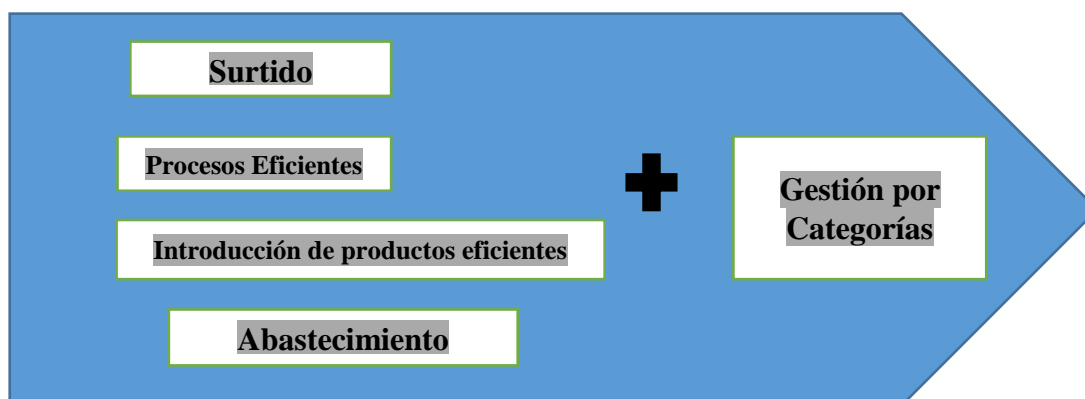 Surtido
Procesos Eficientes
Introducción de productos eficientes
Abastecimiento
Gestión por
Categorías